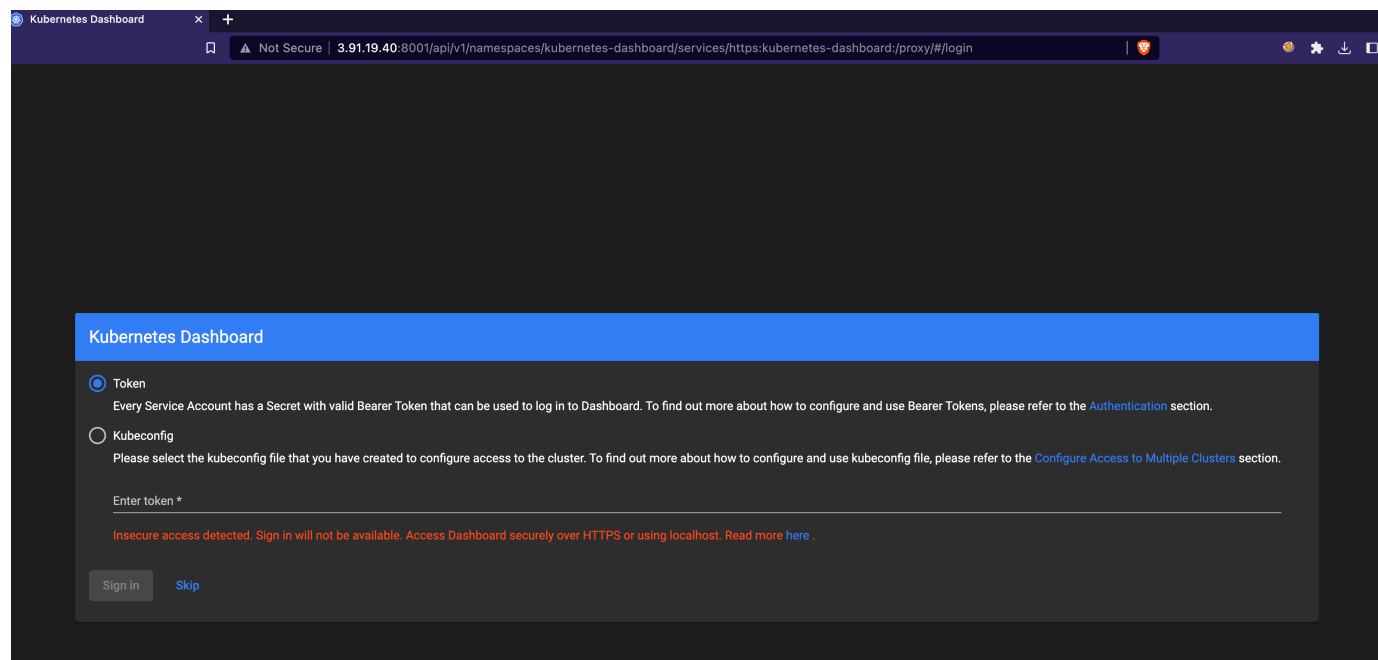 Kubernetes Dashboard
Not Secure 3.91.19.40:8001/api/v1/namespaces/kubernetes-dashboard/services/https:kubernetes-dashboard:/proxy/#/login
Kubernetes Dashboard
Token
Every Service Account has a Secret with valid Bearer Token that can be used to log in to Dashboard. To find out more about how to configure and use Bearer Tokens, please refer to the Authentication section.
Kubeconfig
Please select the kubeconfig file that you have created to configure access to the cluster. To find out more about how to configure and use kubeconfig file, please refer to the Configure Access to Multiple Clusters section.
Enter token *
Insecure access detected. Sign in will not be available. Access Dashboard securely over HTTPS or using localhost. Read more here .
Sign in Skip